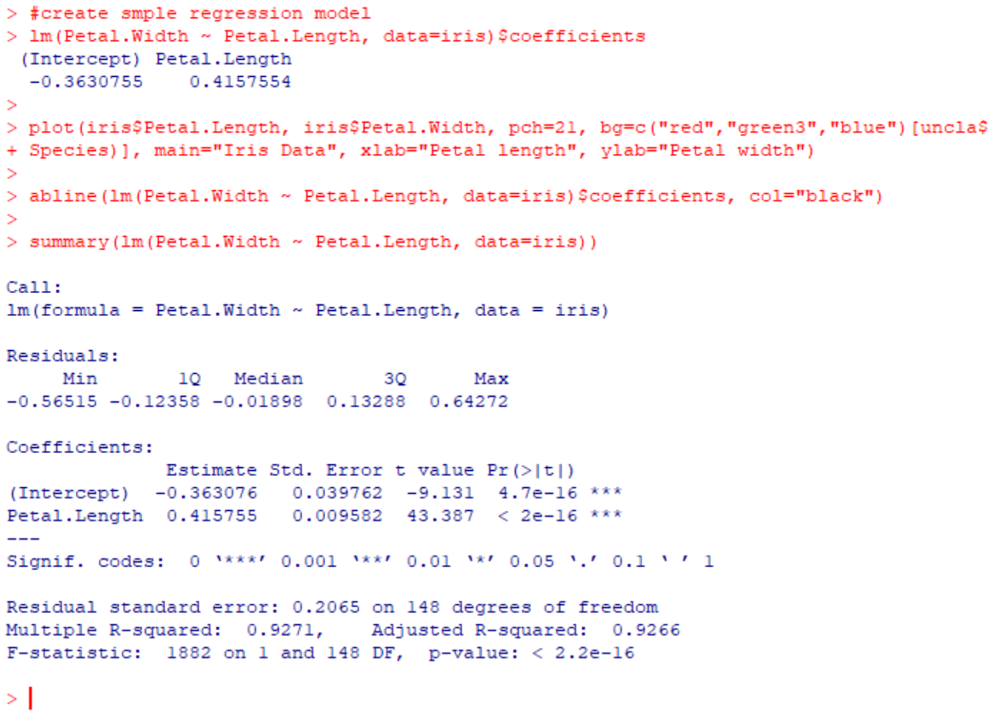 > #create smple regression model
> lm(Petal.Width ~ Petal.Length, data=iris)$coefficients
 (Intercept) Petal.Length
  -0.3630755    0.4157554
>
> plot(iris$Petal.Length, iris$Petal.Width, pch=21, bg=c("red","green3","blue")[uncla$
+ Species)], main="Iris Data", xlab="Petal length", ylab="Petal width")
>
> abline(lm(Petal.Width ~ Petal.Length, data=iris)$coefficients, col="black")
>
> summary(lm(Petal.Width ~ Petal.Length, data=iris))

Call:
lm(formula = Petal.Width ~ Petal.Length, data = iris)

Residuals:
     Min       1Q   Median       3Q      Max
-0.56515 -0.12358 -0.01898  0.13288  0.64272

Coefficients:
              Estimate Std. Error t value Pr(>|t|)
(Intercept)  -0.363076   0.039762  -9.131  4.7e-16 ***
Petal.Length  0.415755   0.009582  43.387  < 2e-16 ***
---
Signif. codes:  0 ‘***’ 0.001 ‘**’ 0.01 ‘*’ 0.05 ‘.’ 0.1 ‘ ’ 1

Residual standard error: 0.2065 on 148 degrees of freedom
Multiple R-squared:  0.9271,    Adjusted R-squared:  0.9266
F-statistic:  1882 on 1 and 148 DF,  p-value: < 2.2e-16

>